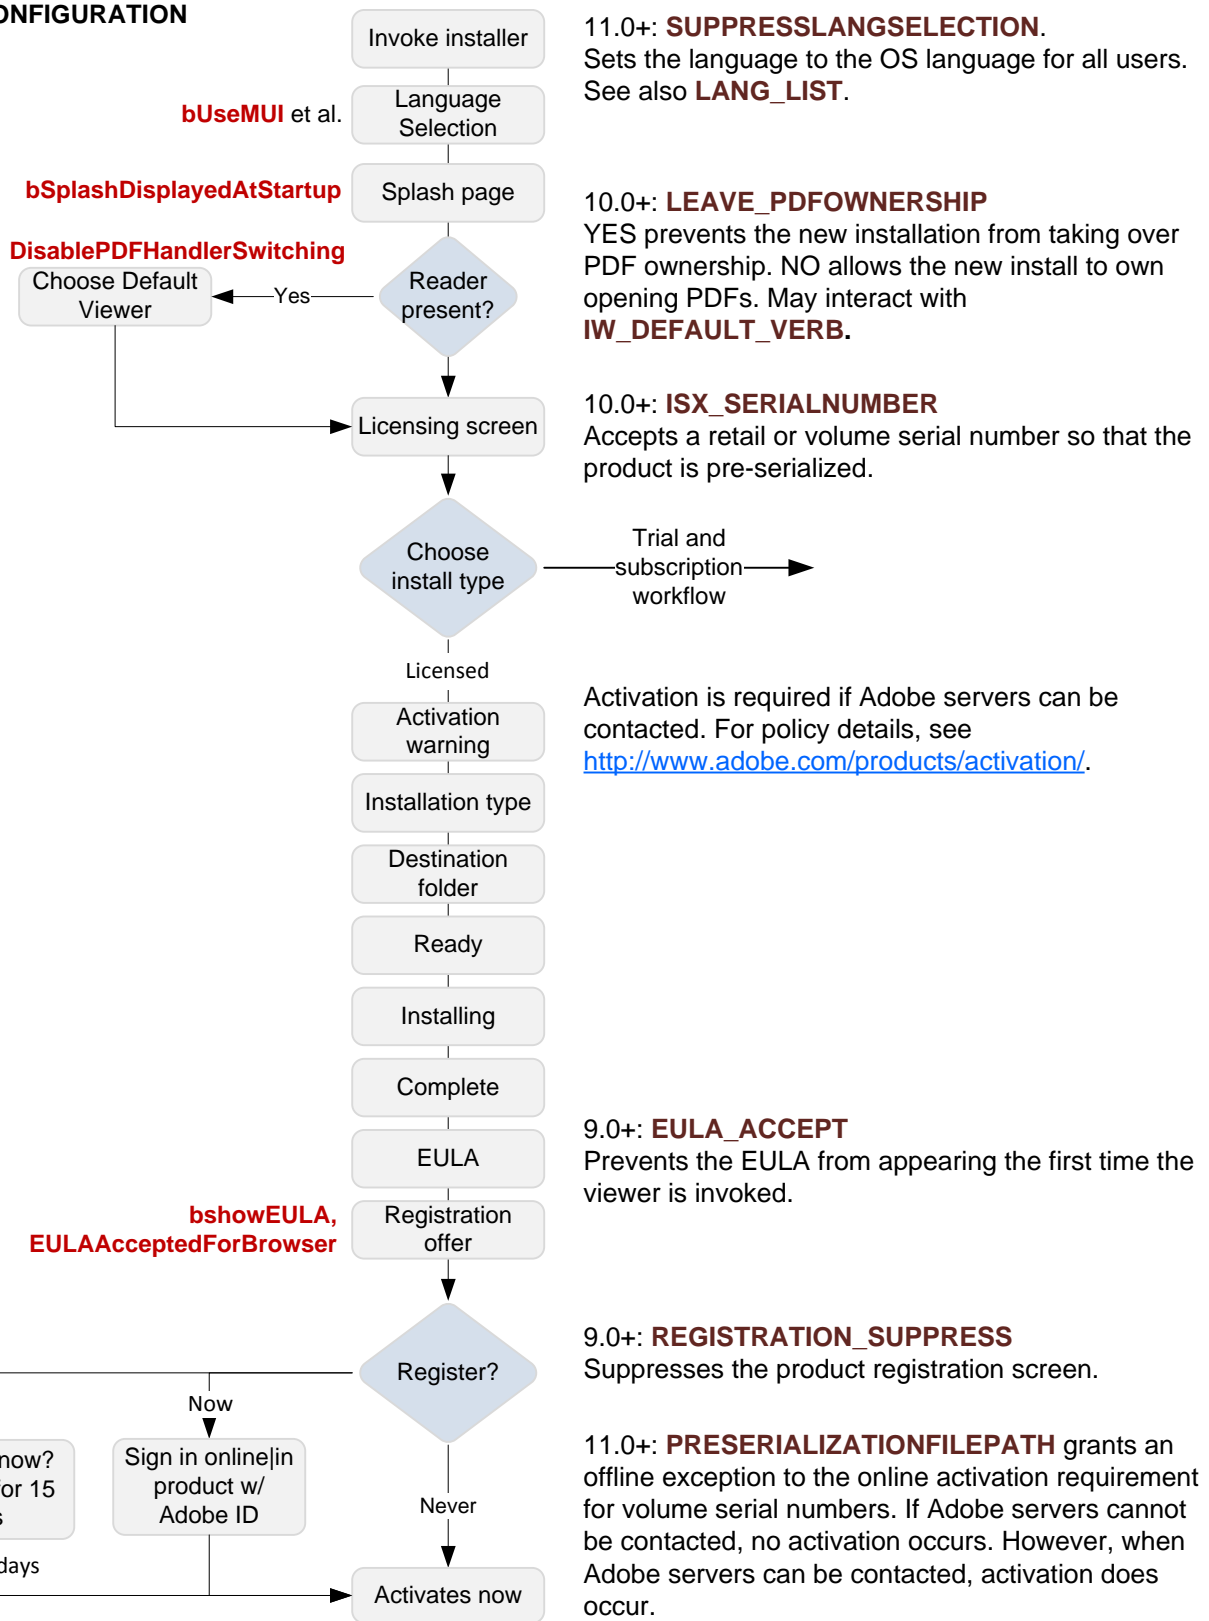 ONFIGURATION
Invoke installer
11.0+: SUPPRESSLANGSELECTION.
Sets the language to the OS language for all users.
See also LANG_LIST.
bUseMUI et al.
Language
Selection
bSplashDisplayedAtStartup
Splash page
10.0+: LEAVE_PDFOWNERSHIP
YES prevents the new installation from taking over
PDF ownership. NO allows the new install to own
opening PDFs. May interact with
IW_DEFAULT_VERB.
DisablePDFHandlerSwitching
Choose Default
Viewer
Yes
Reader
present?
Licensing screen
10.0+: ISX_SERIALNUMBER
Accepts a retail or volume serial number so that the
product is pre-serialized.
Choose
install type
Trial and
subscription
workflow
Licensed
Activation
warning
Activation is required if Adobe servers can be
contacted. For policy details, see
http://www.adobe.com/products/activation/.
Installation type
Destination
folder
Ready
Installing
Complete
EULA
9.0+: EULA_ACCEPT
Prevents the EULA from appearing the first time the
viewer is invoked.
bshowEULA,
EULAAcceptedForBrowser
Registration
offer
Register?
9.0+: REGISTRATION_SUPPRESS
Suppresses the product registration screen.
Now
now?
or 15
s
days
Sign in online|in
product w/
Adobe ID
Never
Activates now
11.0+: PRESERIALIZATIONFILEPATH grants an
offline exception to the online activation requirement
for volume serial numbers. If Adobe servers cannot
be contacted, no activation occurs. However, when
Adobe servers can be contacted, activation does
occur.